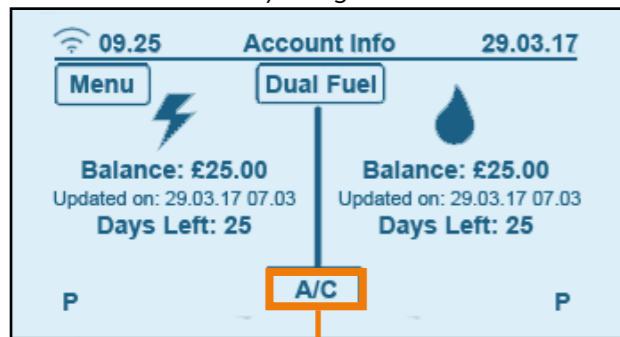 09.25 Account Info 29.03.17
Menu Dual Fuel
Balance: £25.00 Balance: £25.00
Updated on: 29.03.17 07.03 Updated on: 29.03.17 07.03
Days Left: 25 Days Left: 25
A/C
P P